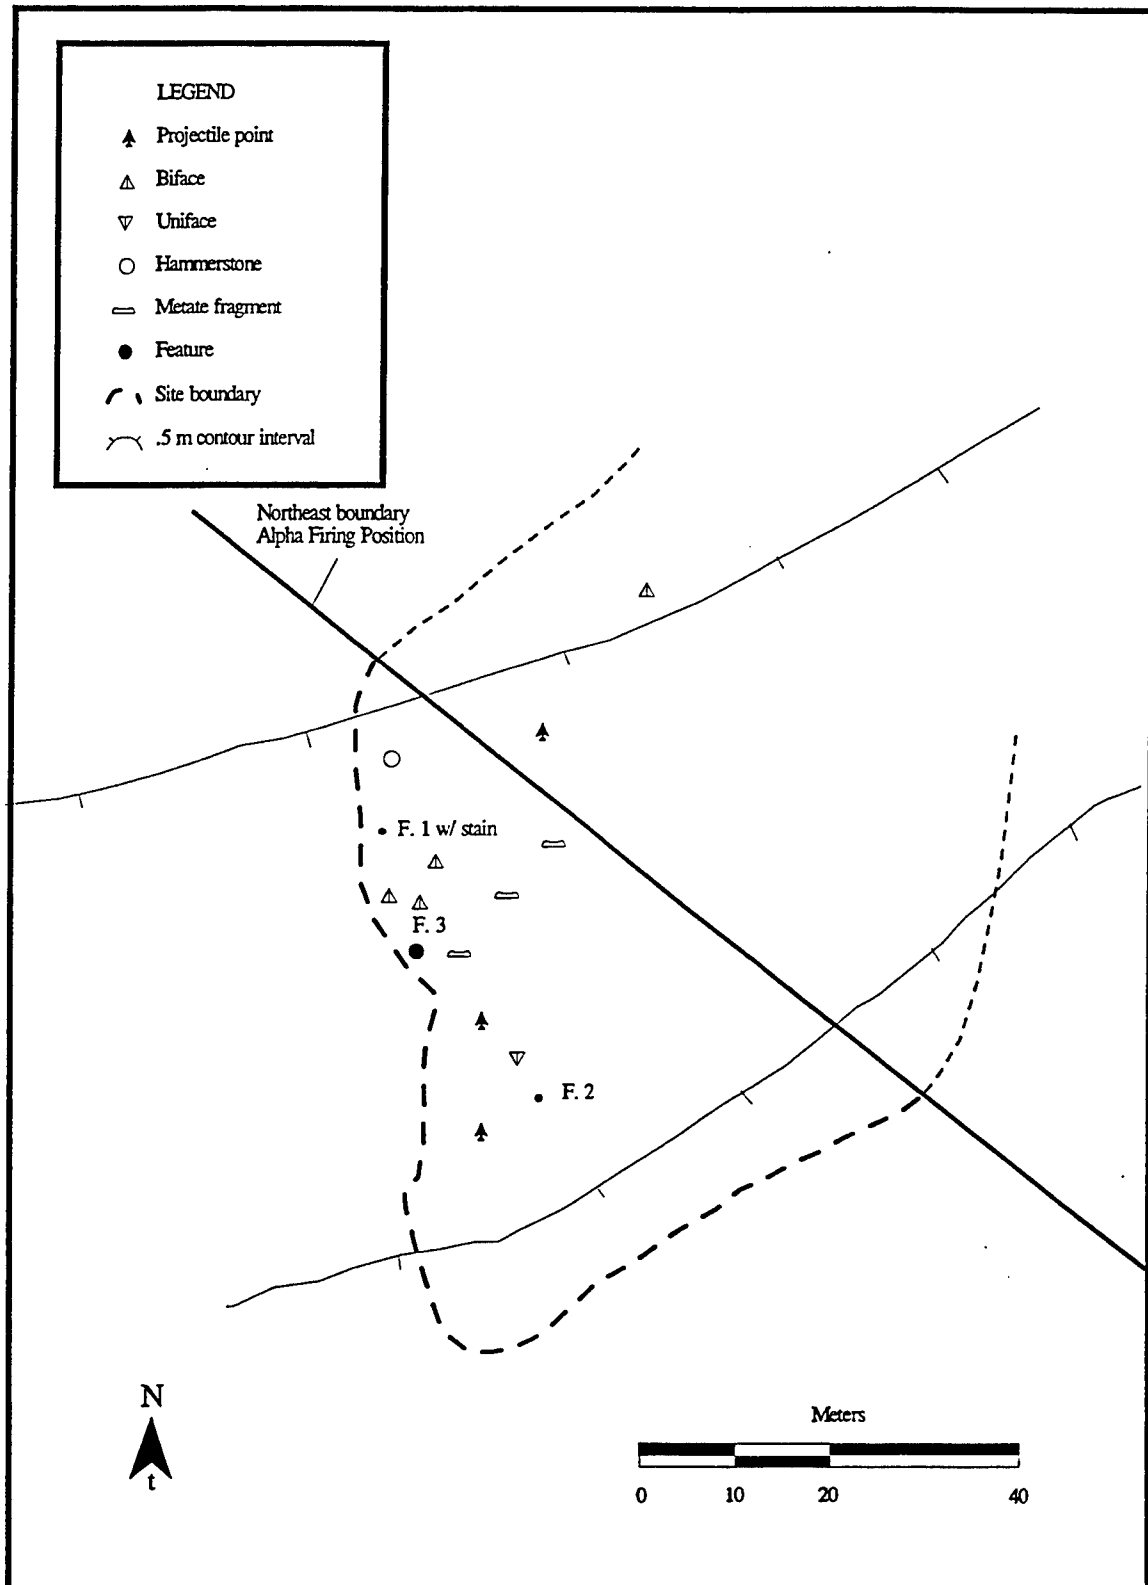 LEGEND
Projectile point
Biface
Uniface
Hammerstone
Metate fragment
Feature
Site boundary
.5 m contour interval
Northeast boundary
Alpha Firing Position
F. 1 w/ stain
F. 3
F. 2
N
t
Meters
0 10 20 40